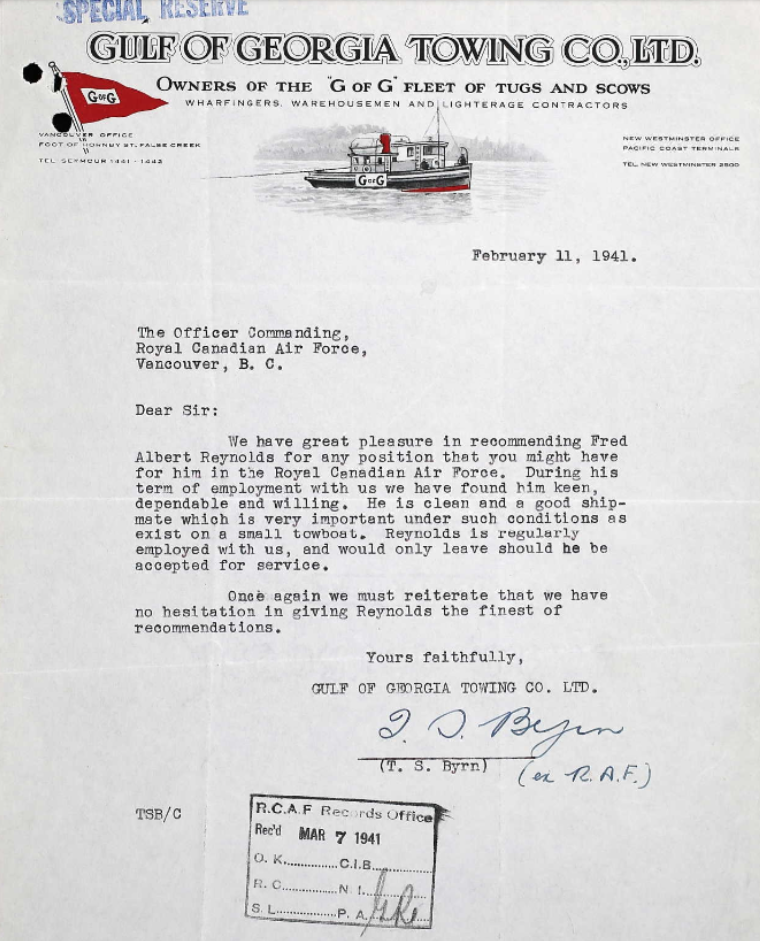 SPECIAL RESERVE
GULF OF GEORGIA TOWING CO., LTD.
OWNERS OF THE "G OF G" FLEET OF TUGS AND SCOWS
WHARFINGERS, WAREHOUSEMEN AND LIGHTERAGE CONTRACTORS
G OF G
VANCOUVER OFFICE
FOOT OF HORNBY ST. FALSE CREEK
TEL. SEYMOUR 1441 - 1442
NEW WESTMINSTER OFFICE
PACIFIC COAST TERMINALS
TEL. NEW WESTMINSTER 2800
G OF G
February 11, 1941.
The Officer Commanding,
Royal Canadian Air Force,
Vancouver, B. C.
Dear Sir:
We have great pleasure in recommending Fred
Albert Reynolds for any position that you might have
for him in the Royal Canadian Air Force. During his
term of employment with us we have found him keen,
dependable and willing. He is clean and a good ship-
mate which is very important under such conditions as
exist on a small towboat. Reynolds is regularly
employed with us, and would only leave should he be
accepted for service.
Once again we must reiterate that we have
no hesitation in giving Reynolds the finest of
recommendations.
Yours faithfully,
GULF OF GEORGIA TOWING CO. LTD.
T. S. Byrn
(T. S. Byrn) (ex R.A.F.)
TSB/C
R.C.A.F Records Office
Rec'd MAR 7 1941
O. K. C.I.B.
R. C. N. I.
S. L. P. A.